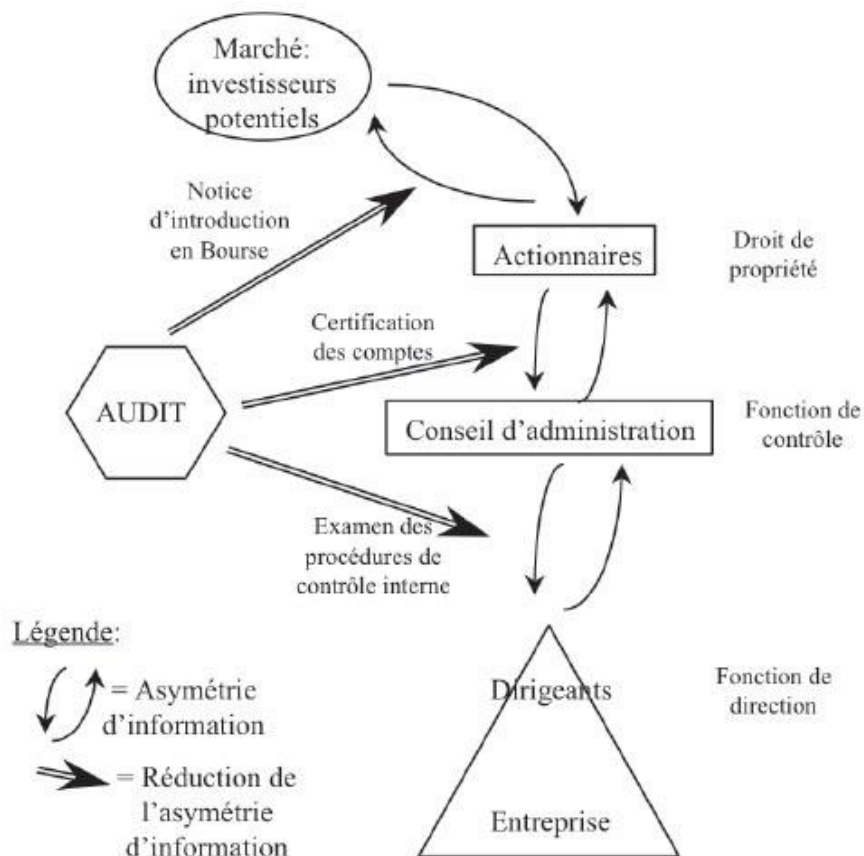 Marché:
investisseurs
potentiels
Notice
d'introduction
en Bourse
Actionnaires
Droit de
propriété
Certification
des comptes
AUDIT
Conseil d'administration
Fonction de
contrôle
Examen des
procédures de
contrôle interne
Légende:
= Asymétrie
d'information
= Réduction de
l'asymétrie
d'information
Dirigeants
Fonction de
direction
Entreprise